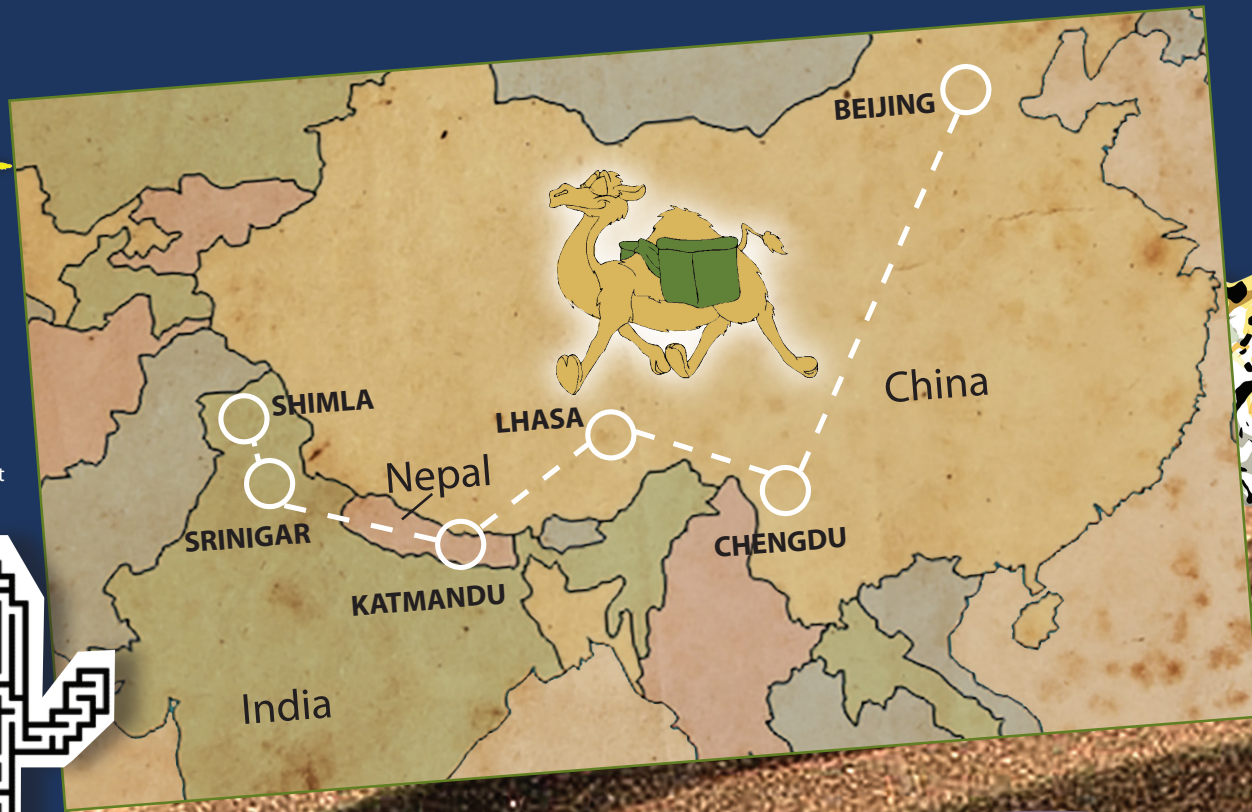 BEIJING
China
SHIMLA
LHASA
Nepal
SRINIGAR
CHENGDU
KATMANDU
India
t